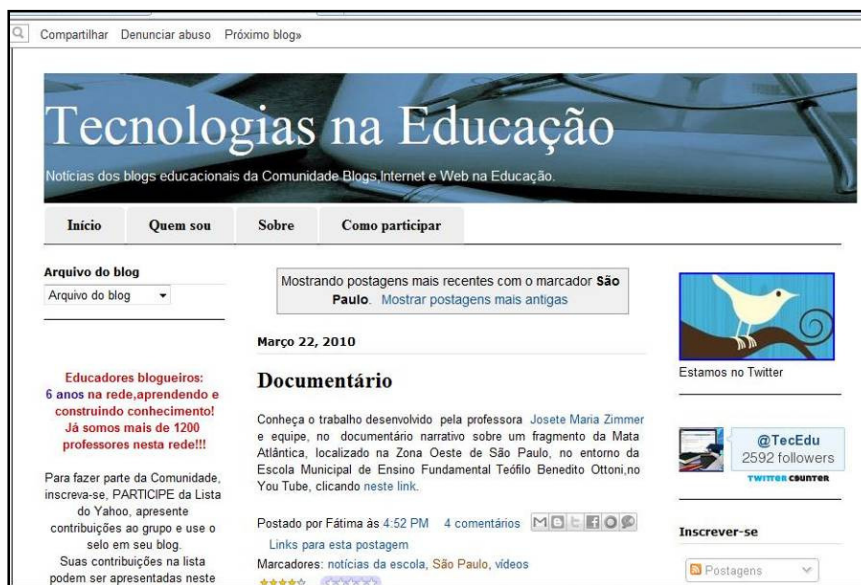 Compartilhar Denunciar abuso Próximo blog»
Tecnologias na Educação
Notícias dos blogs educacionais da Comunidade Blogs,Internet e Web na Educação.
Início Quem sou Sobre Como participar
Arquivo do blog
Arquivo do blog
Educadores blogueiros:
6 anos na rede,aprendendo e
construindo conhecimento!
Já somos mais de 1200
professores nesta rede!!!
Para fazer parte da Comunidade,
inscreva-se, PARTICIPE da Lista
do Yahoo, apresente
contribuições ao grupo e use o
selo em seu blog.
Suas contribuições na lista
podem ser apresentadas neste
Mostrando postagens mais recentes com o marcador São
Paulo. Mostrar postagens mais antigas
Março 22, 2010
Documentário
Conheça o trabalho desenvolvido pela professora Josete Maria Zimmer
e equipe, no documentário narrativo sobre um fragmento da Mata
Atlântica, localizado na Zona Oeste de São Paulo, no entorno da
Escola Municipal de Ensino Fundamental Teófilo Benedito Ottoni,no
You Tube, clicando neste link.
Postado por Fátima às 4:52 PM 4 comentários
Links para esta postagem
Marcadores: notícias da escola, São Paulo, vídeos
Estamos no Twitter
@TecEdu
2592 followers
TWITTER COUNTER
Inscrever-se
Postagens